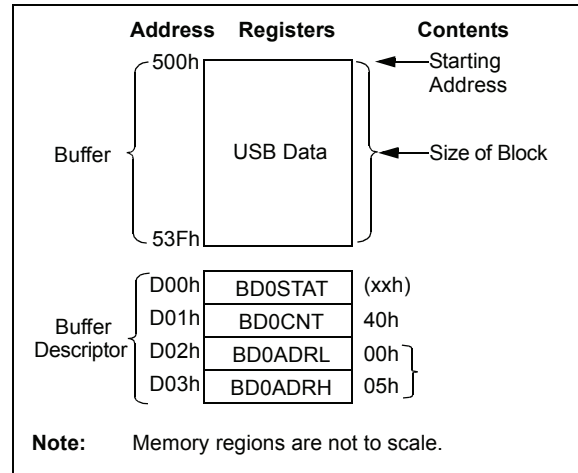 Address Registers Contents
500h Starting
Address
Buffer USB Data Size of Block
53Fh
D00h BD0STAT (xxh)
Buffer
Descriptor
D01h BD0CNT 40h
D02h BD0ADRL 00h
D03h BD0ADRH 05h
Note: Memory regions are not to scale.